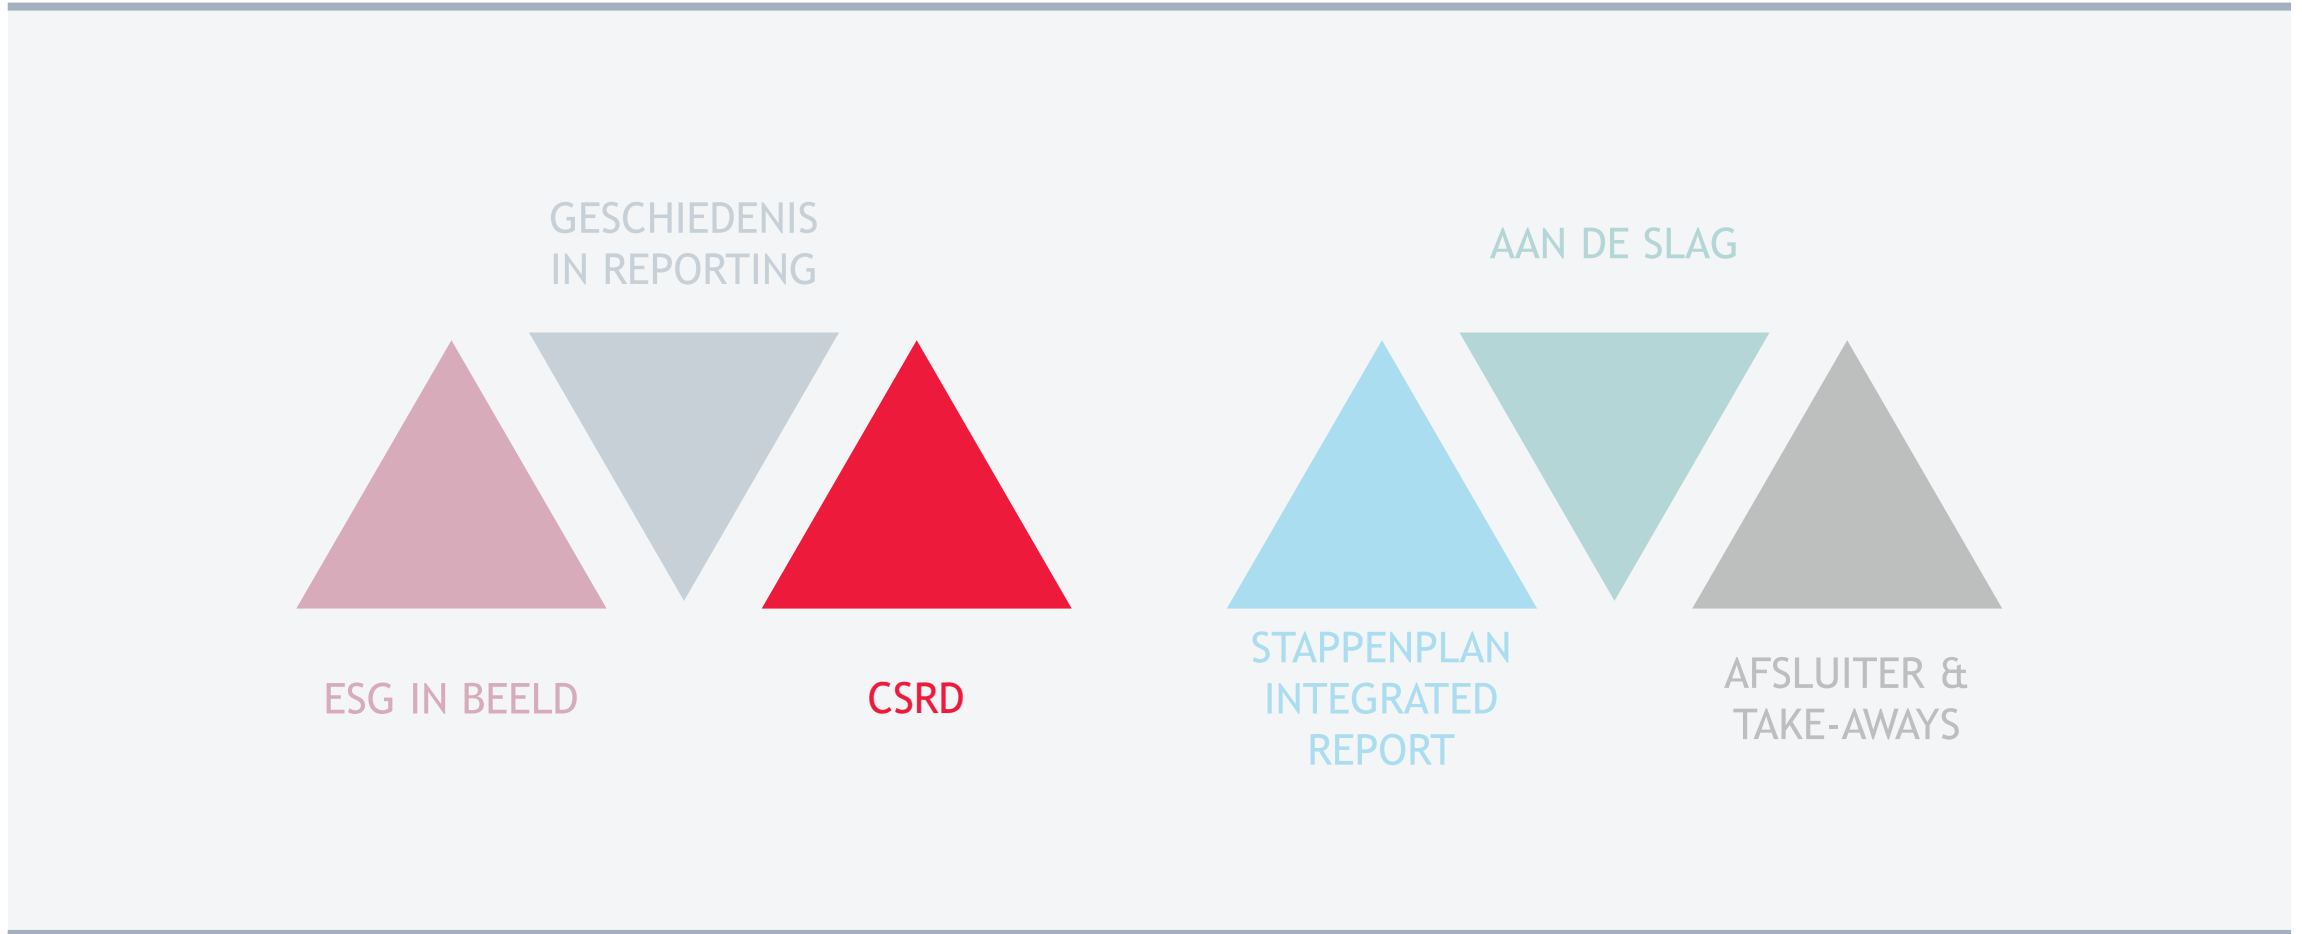 GESCHIEDENIS
IN REPORTING
AAN DE SLAG
ESG IN BEELD
CSRD
STAPPENPLAN
INTEGRATED
REPORT
AFSLUITER &
TAKE-AWAYS